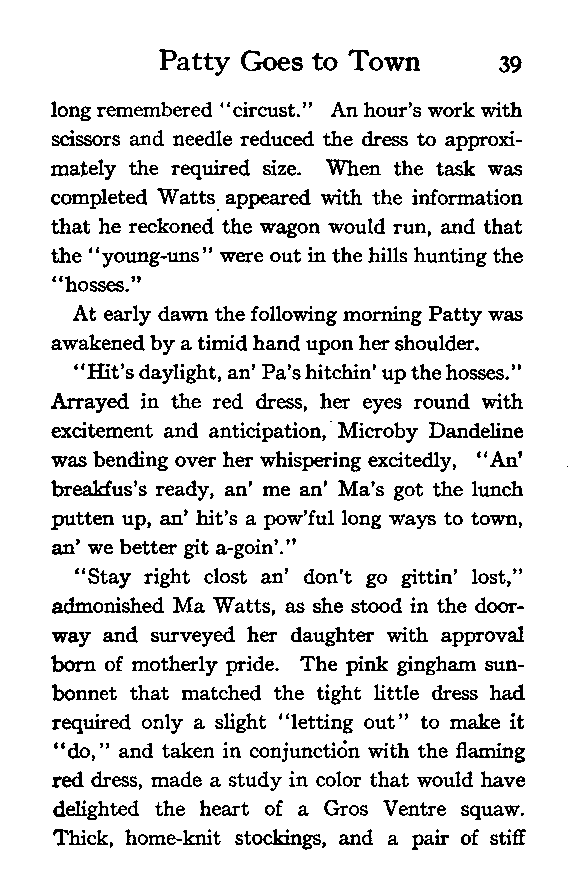 Patty Goes to Town 39
long remembered "circust." An hour's work with
scissors and needle reduced the dress to approxi-
mately the required size. When the task was
completed Watts appeared with the information
that he reckoned the wagon would run, and that
the "young-uns" were out in the hills hunting the
"hosses."
At early dawn the following morning Patty was
awakened by a timid hand upon her shoulder.
"Hit's daylight, an' Pa's hitchin' up the hosses."
Arrayed in the red dress, her eyes round with
excitement and anticipation, Microby Dandeline
was bending over her whispering excitedly, "An'
breakfus's ready, an' me an' Ma's got the lunch
putten up, an' hit's a pow'ful long ways to town,
an' we better git a-goin'."
"Stay right clost an' don't go gittin' lost,"
admonished Ma Watts, as she stood in the door-
way and surveyed her daughter with approval
born of motherly pride. The pink gingham sun-
bonnet that matched the tight little dress had
required only a slight "letting out" to make it
"do," and taken in conjunction with the flaming
red dress, made a study in color that would have
delighted the heart of a Gros Ventre squaw.
Thick, home-knit stockings, and a pair of stiff